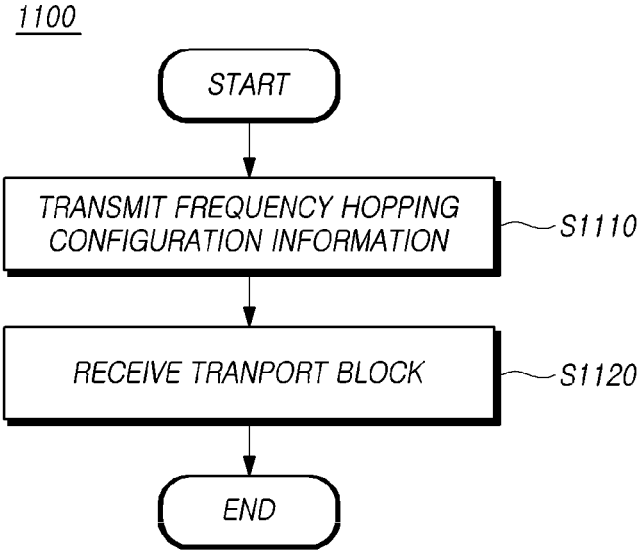 1100
START
TRANSMIT FREQUENCY HOPPING
CONFIGURATION INFORMATION
S1110
RECEIVE TRANPORT BLOCK
S1120
END